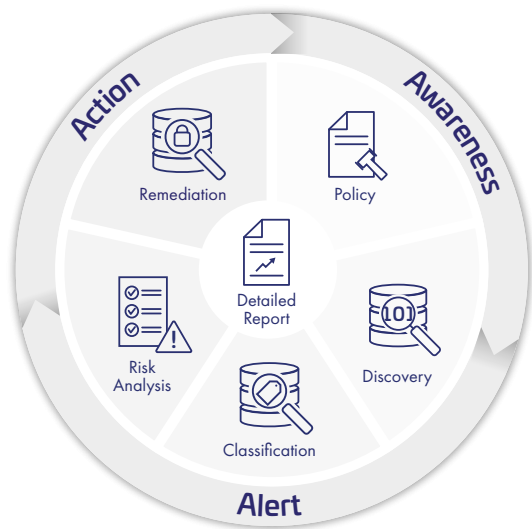 Action
Awareness
Remediation
Policy
Detailed
Report
101
Risk
Analysis
Discovery
Classification
Alert